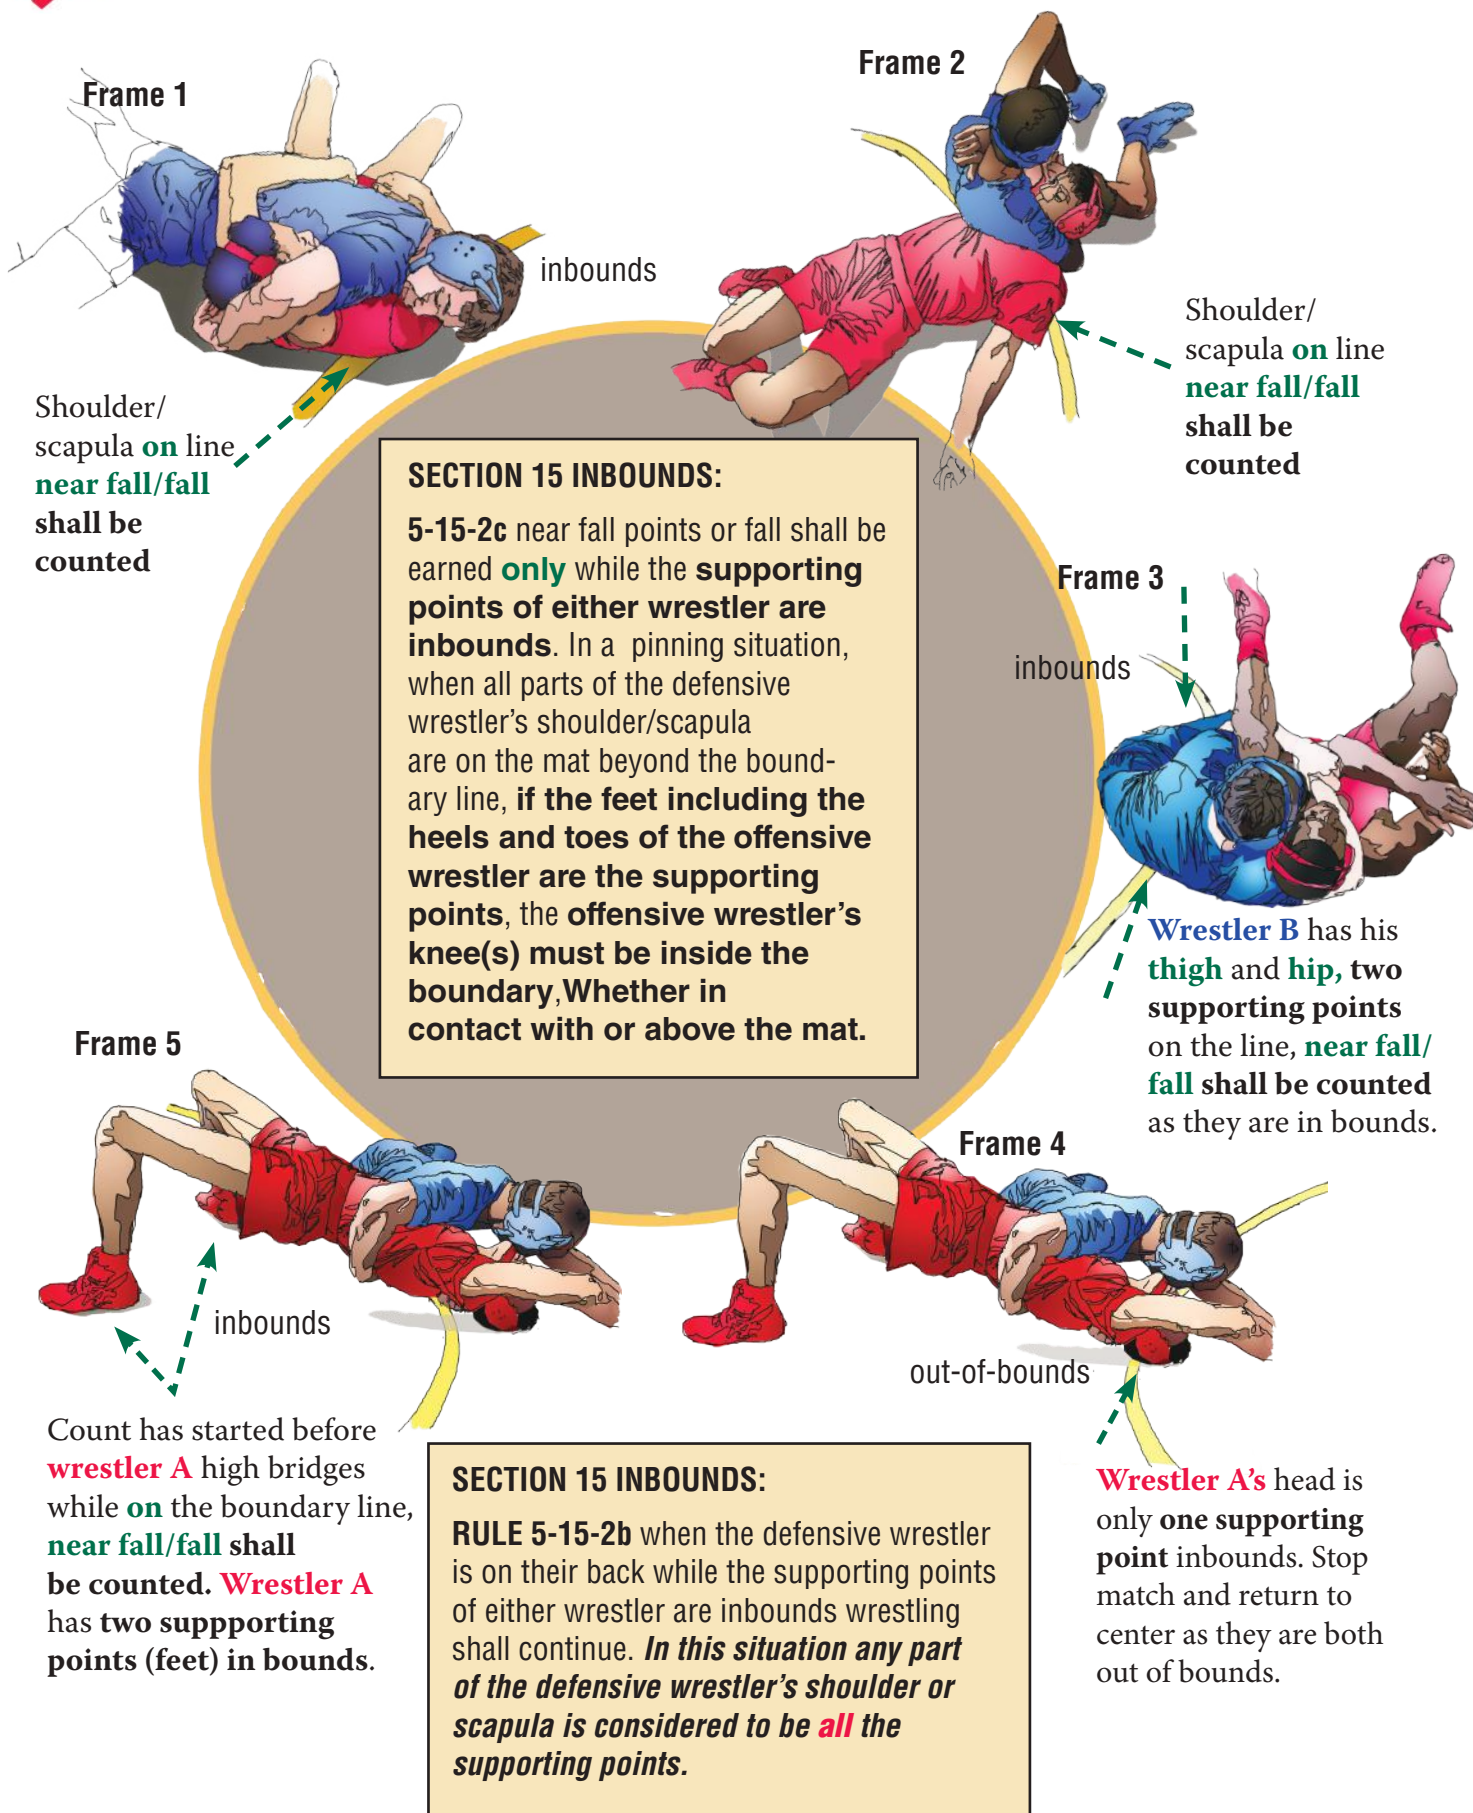 Frame 1
inbounds
Shoulder/
scapula on line
near fall/fall
shall be
counted
Frame 2
Shoulder/
scapula on line
near fall/fall
shall be
counted
SECTION 15 INBOUNDS:
5-15-2c near fall points or fall shall be
earned only while the supporting
points of either wrestler are
inbounds. In a pinning situation,
when all parts of the defensive
wrestler's shoulder/scapula
are on the mat beyond the bound-
ary line, if the feet including the
heels and toes of the offensive
wrestler are the supporting
points, the offensive wrestler's
knee(s) must be inside the
boundary,Whether in
contact with or above the mat.
Frame 3
inbounds
Wrestler B has his
thigh and hip, two
supporting points
on the line, near fall/
fall shall be counted
as they are in bounds.
Frame 5
inbounds
Count has started before
wrestler A high bridges
while on the boundary line,
near fall/fall shall
be counted. Wrestler A
has two suppporting
points (feet) in bounds.
Frame 4
out-of-bounds
Wrestler A's head is
only one supporting
point inbounds. Stop
match and return to
center as they are both
out of bounds.
SECTION 15 INBOUNDS:
RULE 5-15-2b when the defensive wrestler
is on their back while the supporting points
of either wrestler are inbounds wrestling
shall continue. In this situation any part
of the defensive wrestler's shoulder or
scapula is considered to be all the
supporting points.